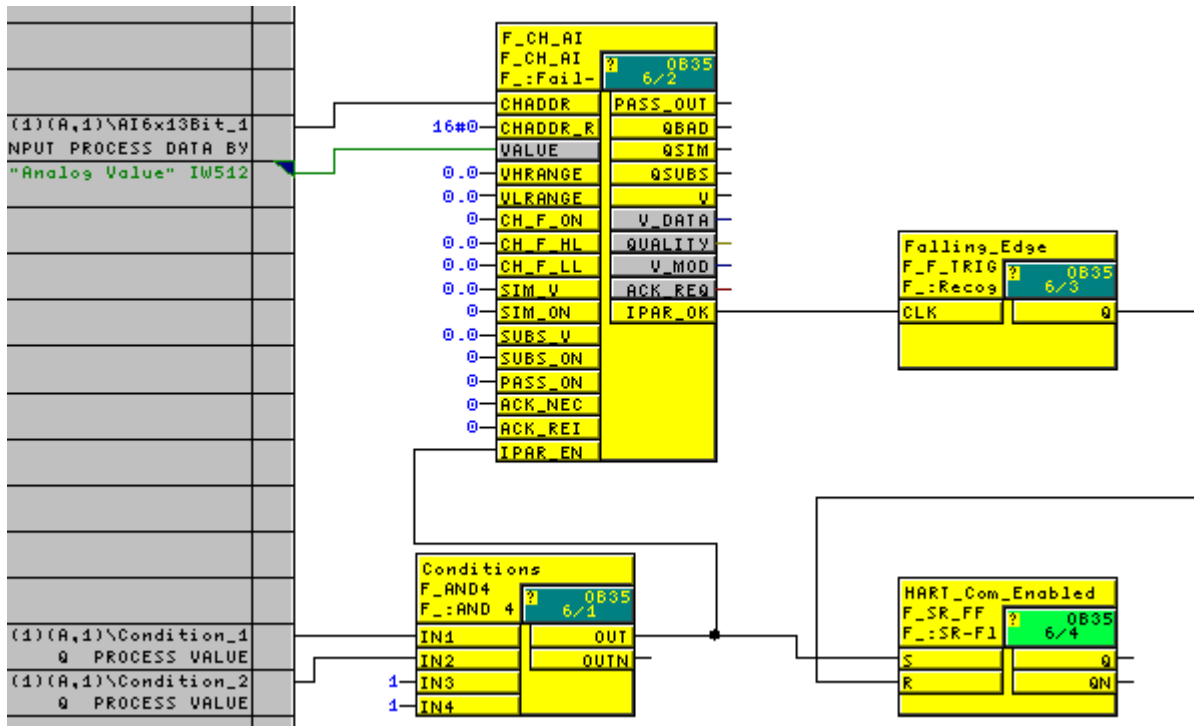 (1)(A,1)\AI6x13Bit_1
NPUT PROCESS DATA BY
"Analog Value" IW512
F_CH_AI
F_CH_AI
F_:Fail-
? OB35
6/2
CHADDR PASS_OUT
16#0 CHADDR_R QBAD
VALUE QSIM
0.0 VHRANGE QSUBS
0.0 VLRANGE V
0 CH_F_ON V_DATA
0.0 CH_F_HL QUALITY
0.0 CH_F_LL V_MOD
0.0 SIM_V ACK_REQ
0 SIM_ON IPAR_OK
0.0 SUBS_V
0 SUBS_ON
0 PASS_ON
0 ACK_NEC
0 ACK_REI
IPAR_EN
Falling_Edge
F_F_TRIG
F_:Recog
? OB35
6/3
CLK Q
(1)(A,1)\Condition_1
Q PROCESS VALUE
(1)(A,1)\Condition_2
Q PROCESS VALUE
Conditions
F_AND4
F_:AND 4
? OB35
6/1
IN1 OUT
IN2 OUTN
1 IN3
1 IN4
HART_Com_Enabled
F_SR_FF
F_:SR-Fl
? OB35
6/4
S Q
R QN